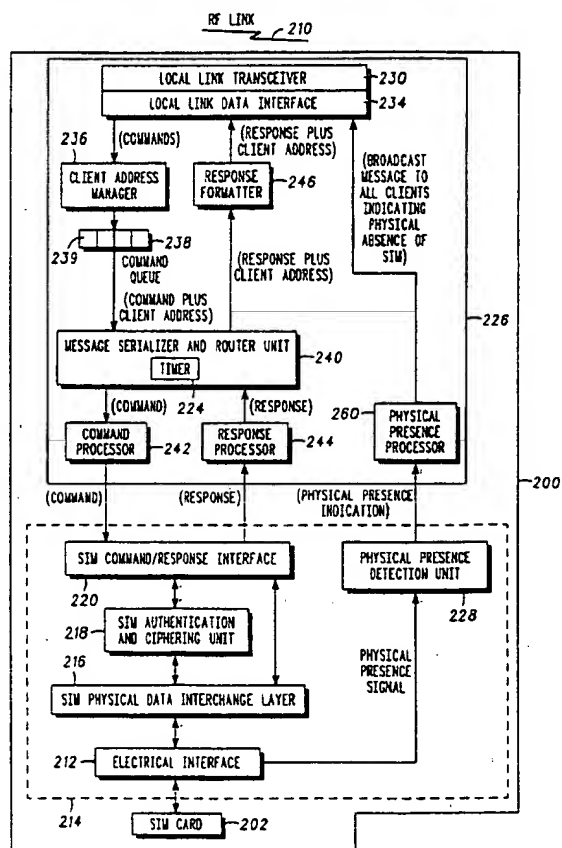 RF LINK
210
LOCAL LINK TRANSCEIVER
230
LOCAL LINK DATA INTERFACE
234
236
(COMMANDS)
(RESPONSE PLUS
CLIENT ADDRESS)
CLIENT ADDRESS
MANAGER
RESPONSE
FORMATTER
246
(BROADCAST
MESSAGE TO
ALL CLIENTS
INDICATING
PHYSICAL
ABSENCE OF
SIM)
239
238
COMMAND
QUEUE
(RESPONSE PLUS
CLIENT ADDRESS)
(COMMAND PLUS
CLIENT ADDRESS)
226
MESSAGE SERIALIZER AND ROUTER UNIT
240
TIMER
224
(COMMAND)
(RESPONSE)
260
COMMAND
PROCESSOR
242
RESPONSE
PROCESSOR
244
PHYSICAL
PRESENCE
PROCESSOR
200
(COMMAND)
(RESPONSE)
(PHYSICAL PRESENCE
INDICATION)
SIM COMMAND/RESPONSE INTERFACE
220
PHYSICAL PRESENCE
DETECTION UNIT
228
218
SIM AUTHENTICATION
AND CIPHERING UNIT
216
PHYSICAL
PRESENCE
SIGNAL
SIM PHYSICAL DATA INTERCHANGE LAYER
212
ELECTRICAL INTERFACE
214
SIM CARD
202